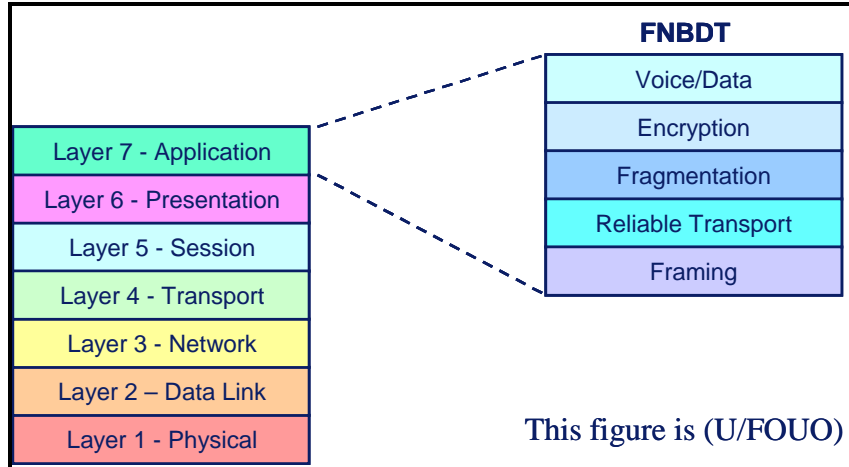 FNBDT
Voice/Data
Encryption
Fragmentation
Reliable Transport
Framing
Layer 7 - Application
Layer 6 - Presentation
Layer 5 - Session
Layer 4 - Transport
Layer 3 - Network
Layer 2 – Data Link
Layer 1 - Physical
This figure is (U/FOUO)